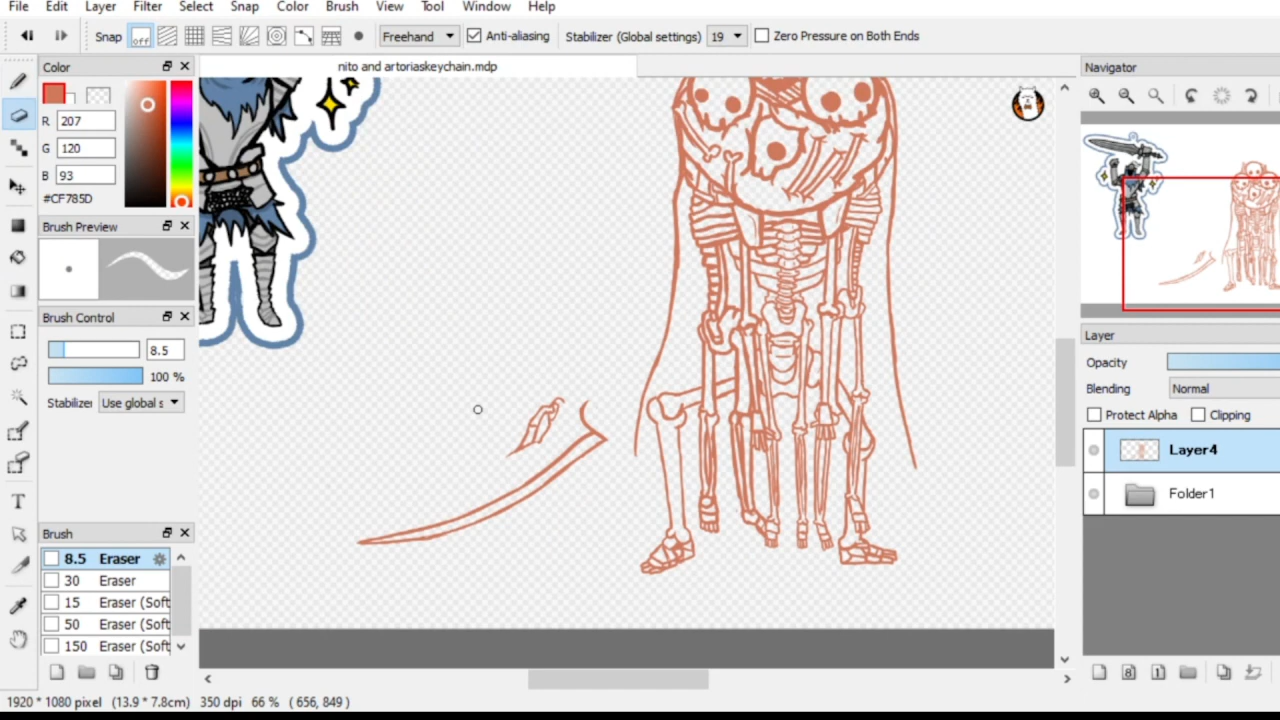 File Edit Layer Filter Select Snap Color Brush View Tool Window Help
Snap off Freehand Anti-aliasing Stabilizer (Global settings) 19 Zero Pressure on Both Ends
Color
nito and artoriaskeychain.mdp
Navigator
R 207
G 120
B 93
#CF785D
Brush Preview
Brush Control
8.5
100 %
Stabilizer Use global s
Layer
Opacity
Blending Normal
Protect Alpha Clipping
Layer4
Folder1
Brush
8.5 Eraser
30 Eraser
15 Eraser (Soft
50 Eraser (Soft
150 Eraser (Soft
T
8 1
1920 * 1080 pixel (13.9 * 7.8cm) 350 dpi 66 % ( 656, 849 )